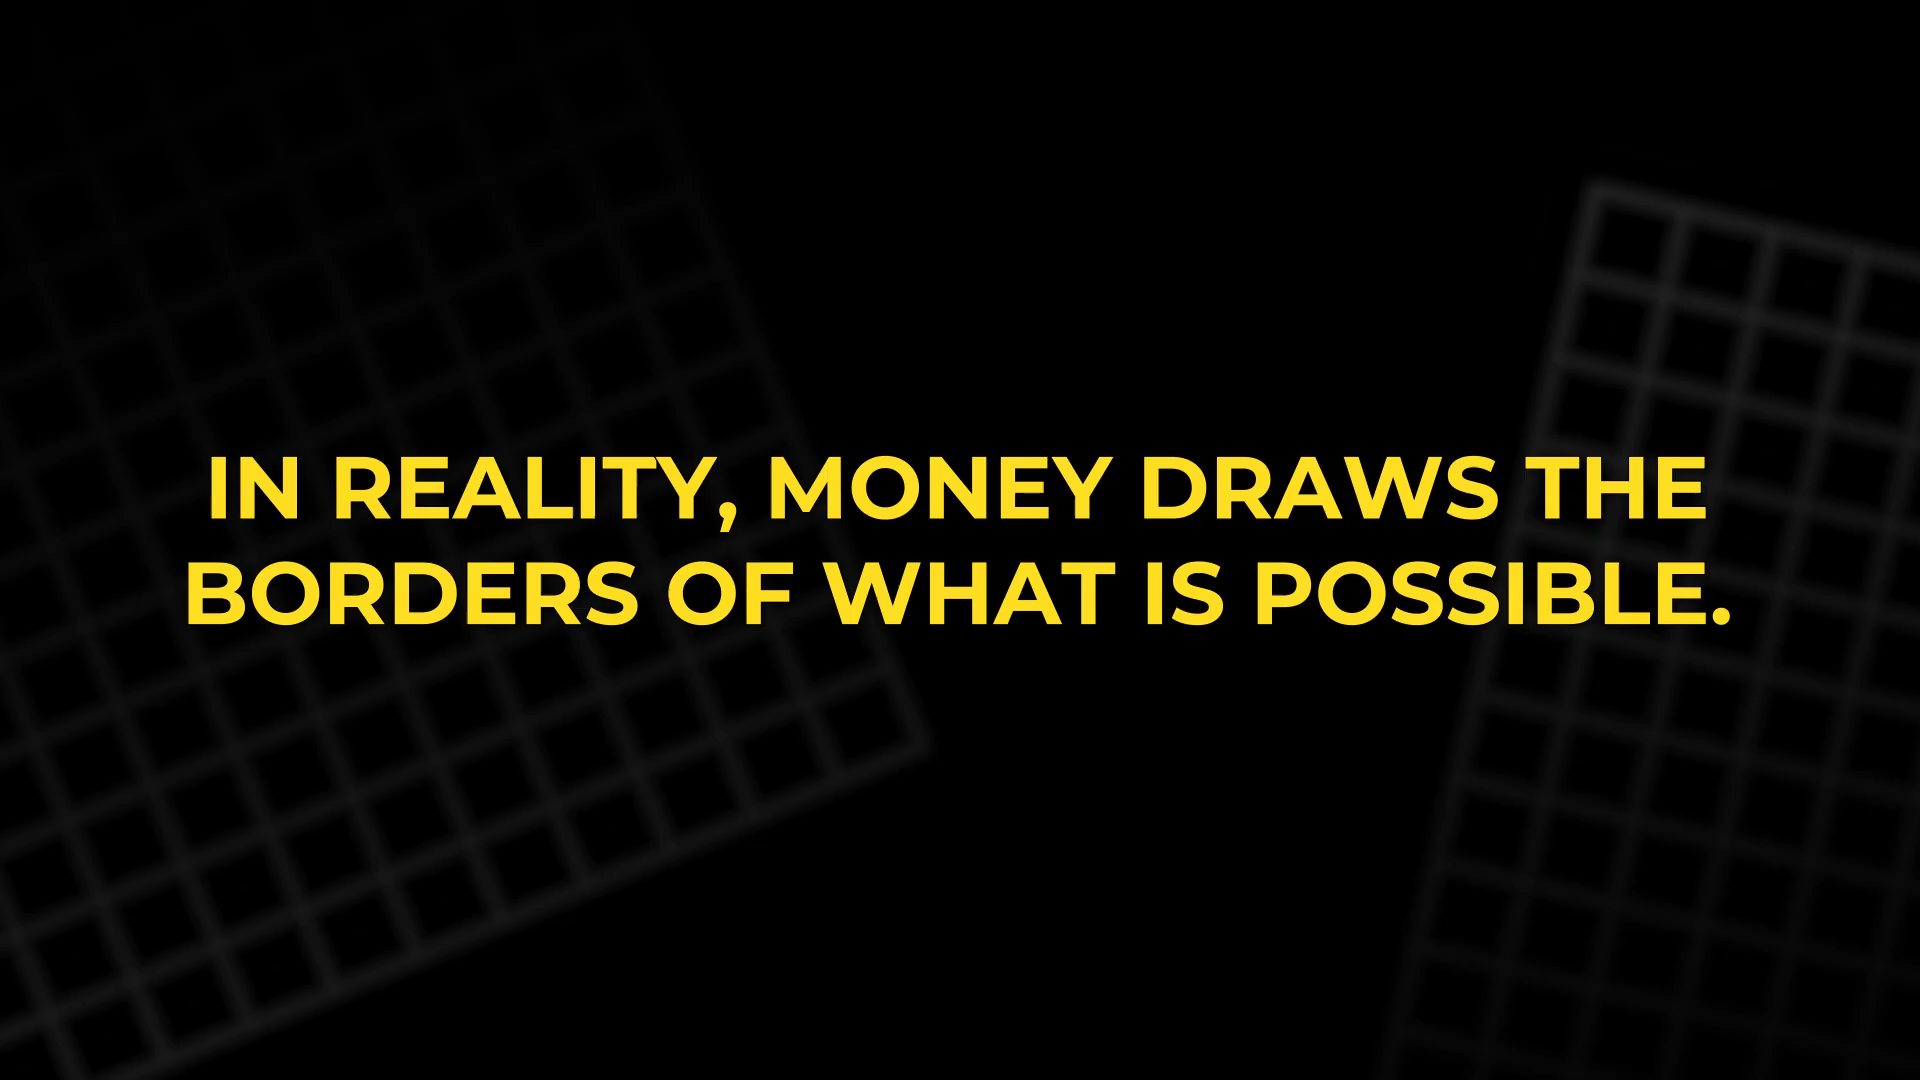 IN REALITY, MONEY DRAWS THE
BORDERS OF WHAT IS POSSIBLE.